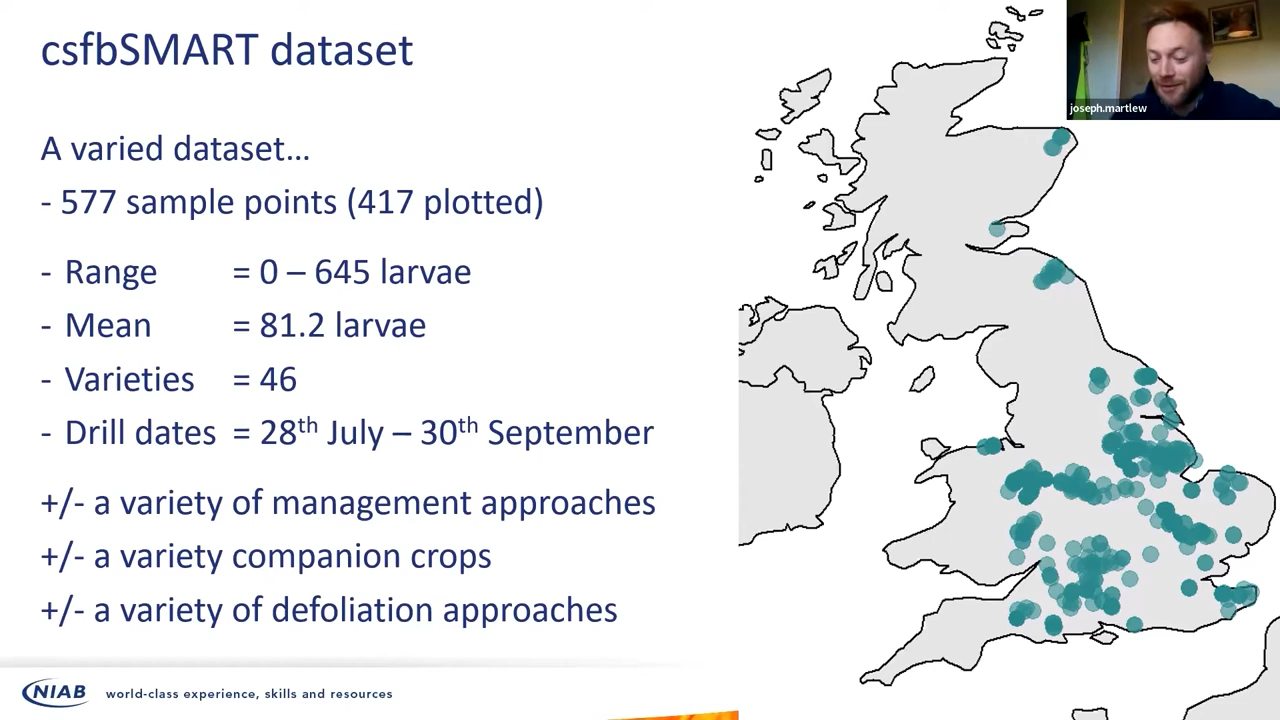 csfbSMART dataset
joseph.martlew
A varied dataset…
- 577 sample points (417 plotted)
- Range = 0 – 645 larvae
- Mean = 81.2 larvae
- Varieties = 46
- Drill dates = 28th July – 30th September
+/- a variety of management approaches
+/- a variety companion crops
+/- a variety of defoliation approaches
NIAB world-class experience, skills and resources